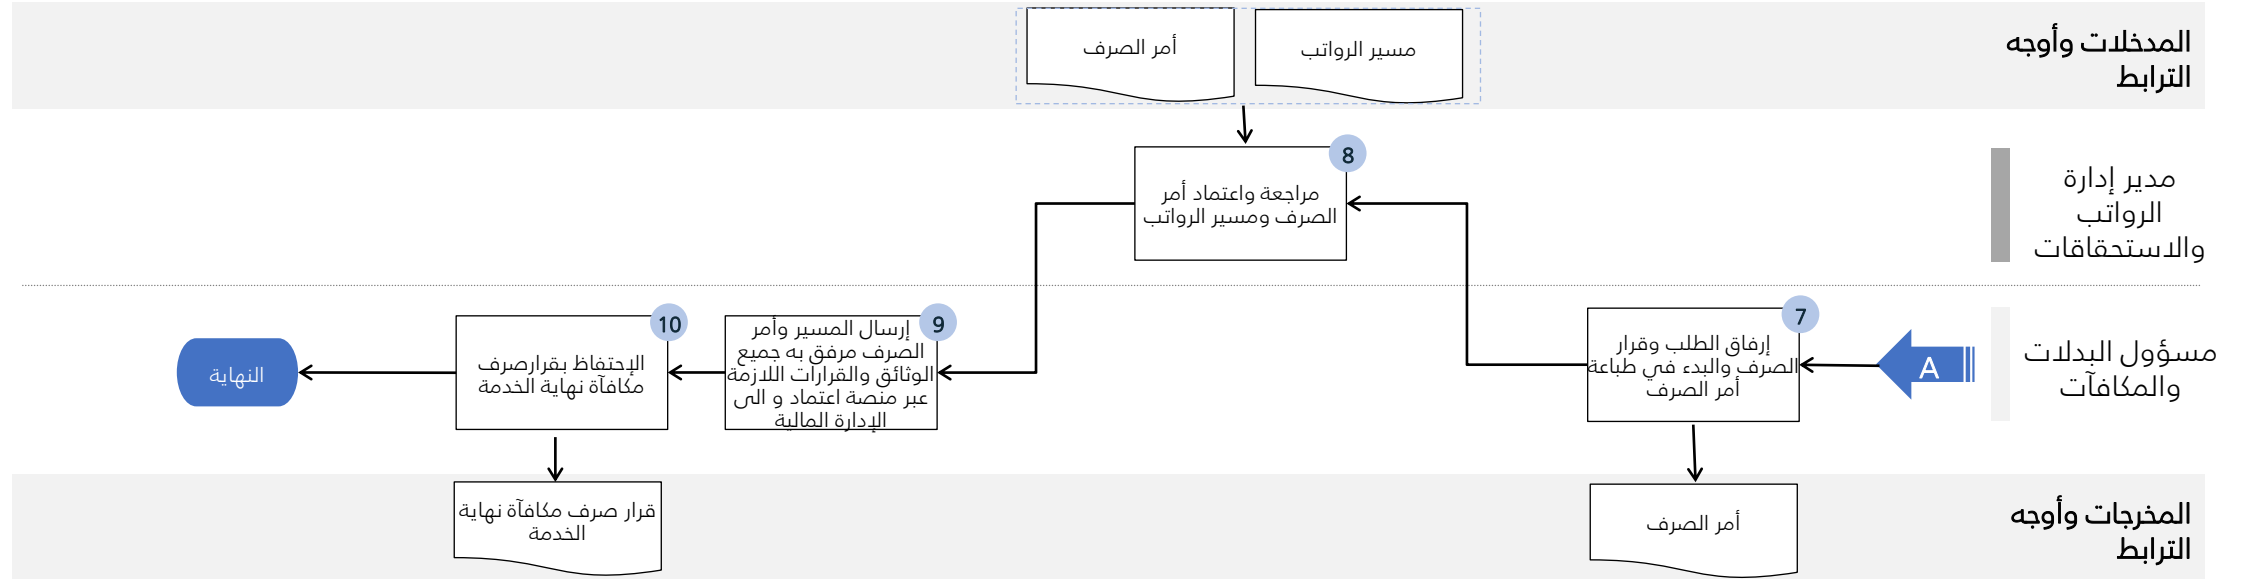 المدخلات وأوجه
الترابط
مسير الرواتب
أمر الصرف
مدير إدارة
الرواتب
والاستحقاقات
8
مراجعة واعتماد أمر
الصرف ومسير الرواتب
مسؤول البدلات
والمكافآت
A
7
إرفاق الطلب وقرار
الصرف والبدء في طباعة
أمر الصرف
9
إرسال المسير وأمر
الصرف مرفق به جميع
الوثائق والقرارات اللازمة
عبر منصة اعتماد و الى
الإدارة المالية
10
الإحتفاظ بقرارصرف
مكافآة نهاية الخدمة
النهاية
المخرجات وأوجه
الترابط
أمر الصرف
قرار صرف مكافآة نهاية
الخدمة